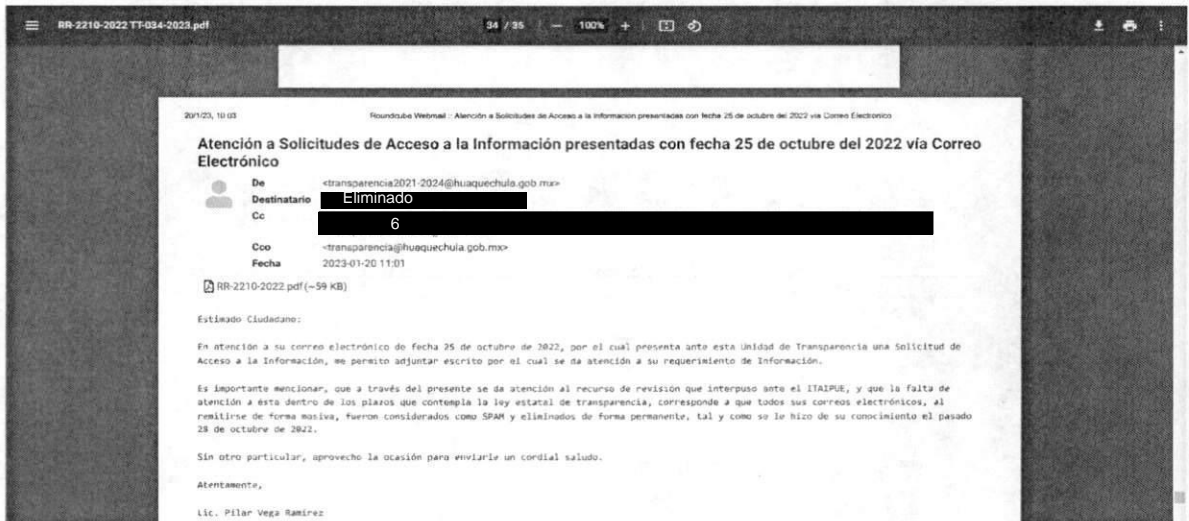 RR-2210-2022 TT-034-2023.pdf
34 / 35
100%
20/1/23, 10:03
Roundcube Webmail :: Atención a Solicitudes de Acceso a la Información presentadas con fecha 25 de octubre del 2022 vía Correo Electrónico
Atención a Solicitudes de Acceso a la Información presentadas con fecha 25 de octubre del 2022 vía Correo
Electrónico
De <transparencia2021-2024@huaquechula.gob.mx>
Destinatario Eliminado
Cc
6
Cco <transparencia@huaquechula.gob.mx>
Fecha 2023-01-20 11:01
RR-2210-2022.pdf (~59 KB)
Estimado Ciudadano:
En atención a su correo electrónico de fecha 25 de octubre de 2022, por el cual presenta ante esta Unidad de Transparencia una Solicitud de
Acceso a la Información, me permito adjuntar escrito por el cual se da atención a su requerimiento de Información.
Es importante mencionar, que a través del presente se da atención al recurso de revisión que interpuso ante el ITAIPUE, y que la falta de
atención a ésta dentro de los plazos que contempla la ley estatal de transparencia, corresponde a que todos sus correos electrónicos, al
remitirse de forma masiva, fueron considerados como SPAM y eliminados de forma permanente, tal y como se le hizo de su conocimiento el pasado
28 de octubre de 2022.
Sin otro particular, aprovecho la ocasión para enviarle un cordial saludo.
Atentamente,
Lic. Pilar Vega Ramírez